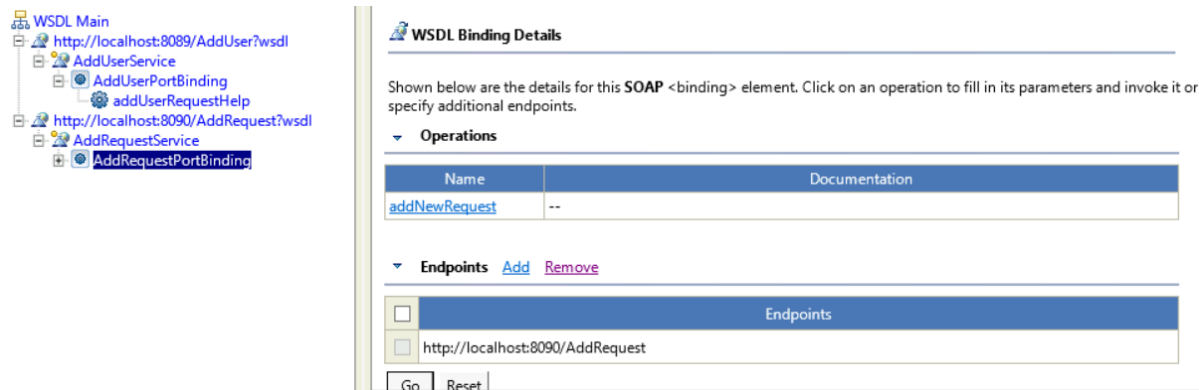 WSDL Main
http://localhost:8089/AddUser?wsdl
AddUserService
AddUserPortBinding
addUserRequestHelp
http://localhost:8090/AddRequest?wsdl
AddRequestService
AddRequestPortBinding
WSDL Binding Details
Shown below are the details for this SOAP <binding> element. Click on an operation to fill in its parameters and invoke it or
specify additional endpoints.
Operations
Name Documentation
addNewRequest --
Endpoints Add Remove
Endpoints
http://localhost:8090/AddRequest
Go Reset